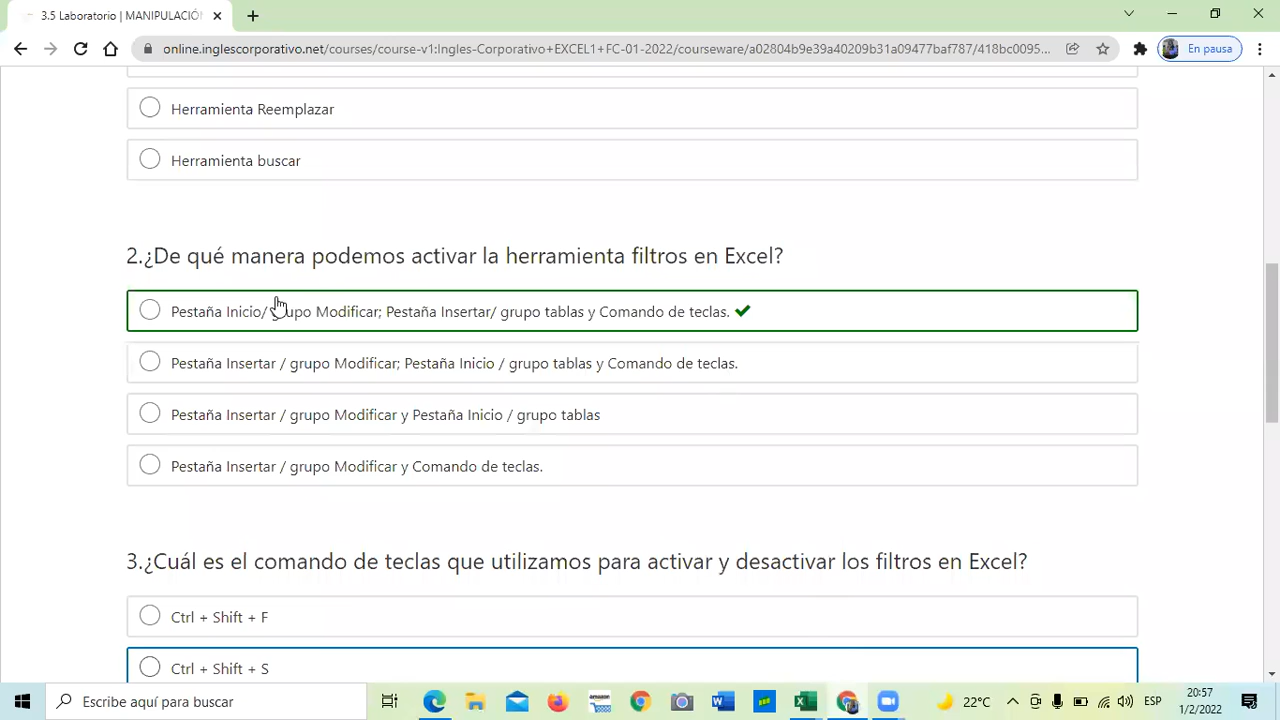 3.5 Laboratorio | MANIPULACIÓN
online.inglescorporativo.net/courses/course-v1:Ingles-Corporativo+EXCEL1+FC-01-2022/courseware/a02804b9e39a40209b31a09477baf787/418bc0095...
En pausa
Herramienta Reemplazar
Herramienta buscar
2.¿De qué manera podemos activar la herramienta filtros en Excel?
Pestaña Inicio/ grupo Modificar; Pestaña Insertar/ grupo tablas y Comando de teclas.
Pestaña Insertar / grupo Modificar; Pestaña Inicio / grupo tablas y Comando de teclas.
Pestaña Insertar / grupo Modificar y Pestaña Inicio / grupo tablas
Pestaña Insertar / grupo Modificar y Comando de teclas.
3.¿Cuál es el comando de teclas que utilizamos para activar y desactivar los filtros en Excel?
Ctrl + Shift + F
Ctrl + Shift + S
Escribe aquí para buscar
22°C
ESP
20:57
1/2/2022